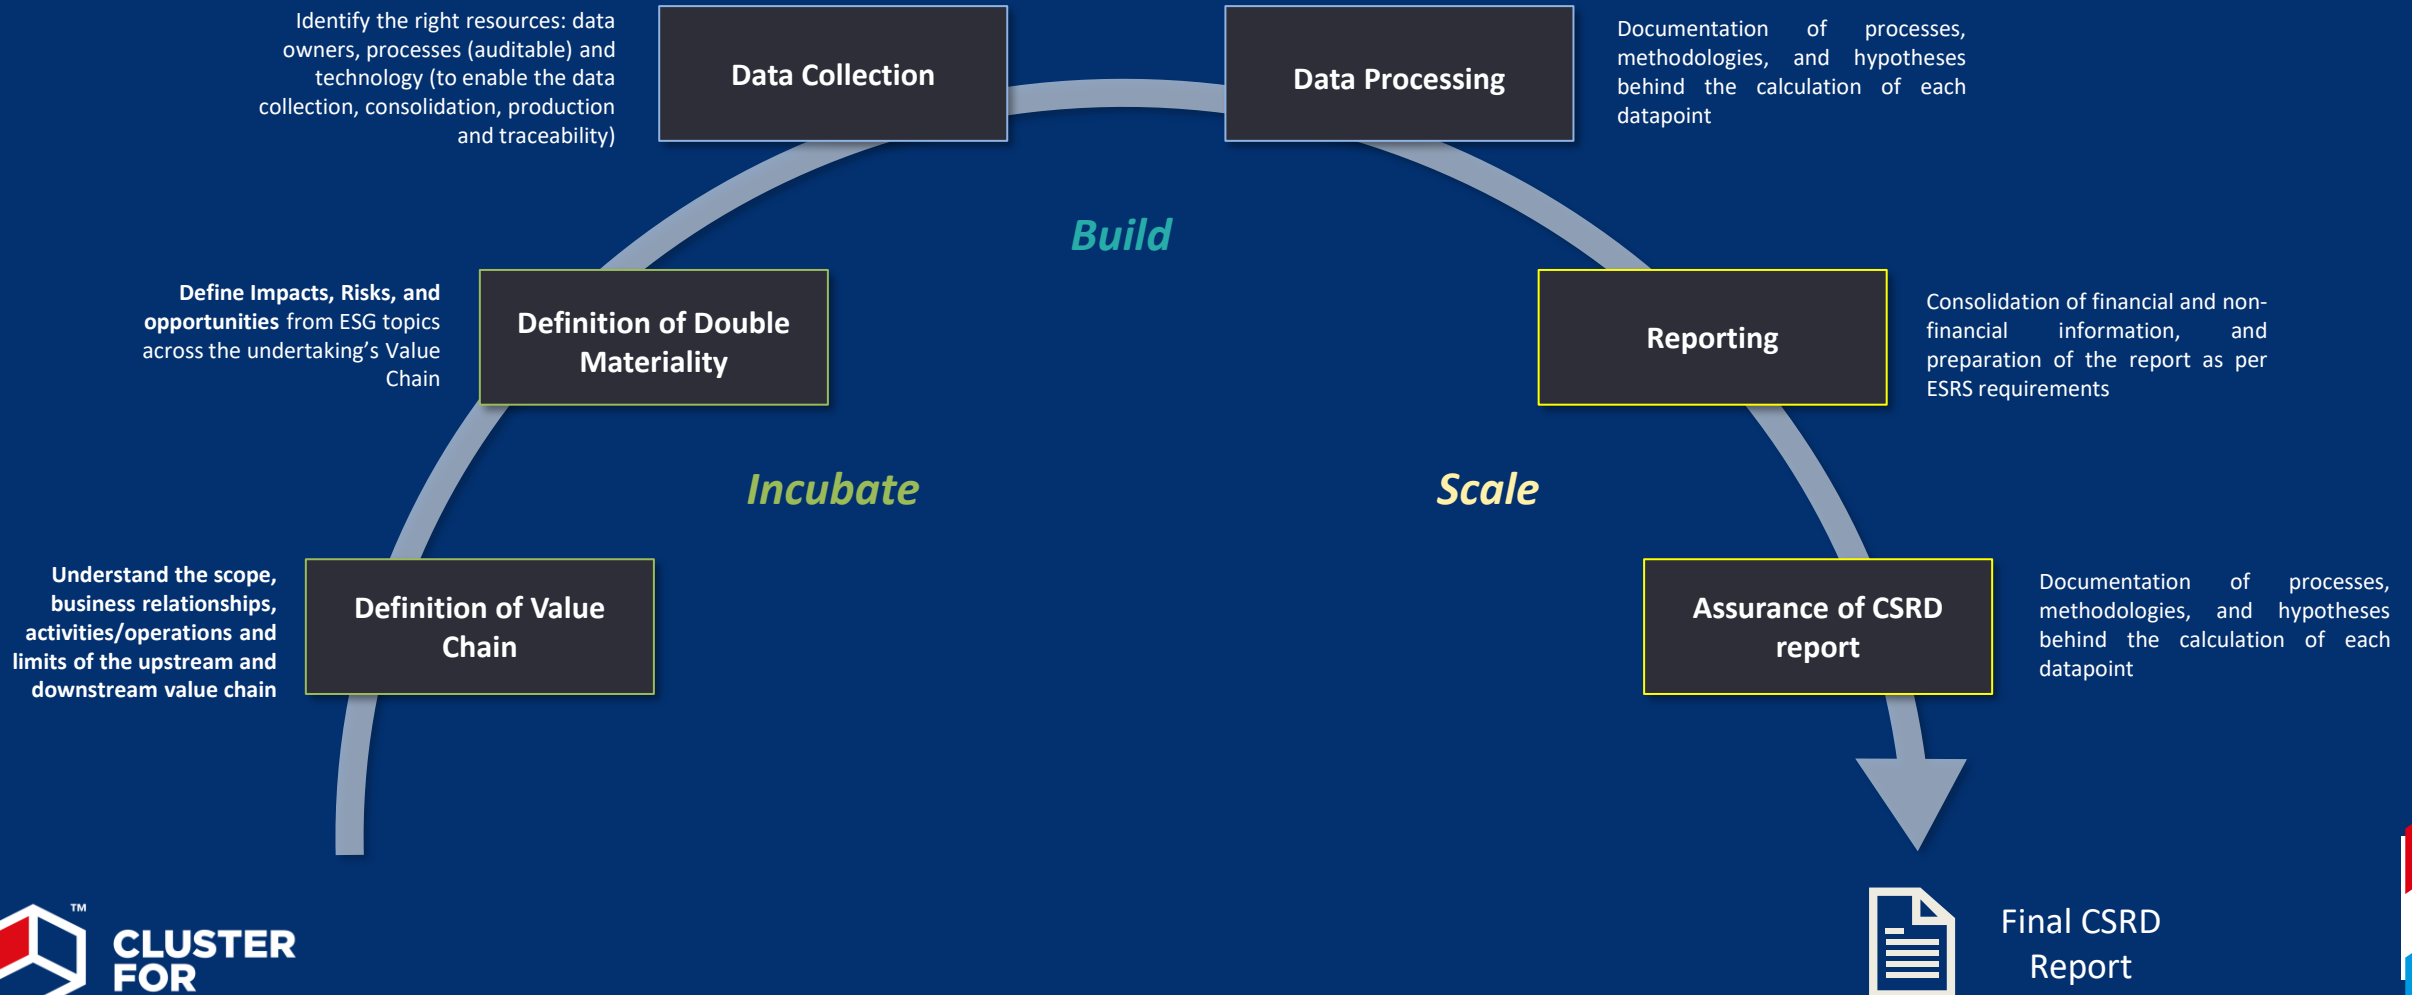 Identify the right resources: data
owners, processes (auditable) and
technology (to enable the data
collection, consolidation, production
and traceability)
Data Collection
Data Processing
Documentation of processes,
methodologies, and hypotheses
behind the calculation of each
datapoint
Build
Define Impacts, Risks, and
opportunities from ESG topics
across the undertaking’s Value
Chain
Definition of Double
Materiality
Reporting
Consolidation of financial and non-
financial information, and
preparation of the report as per
ESRS requirements
Incubate
Scale
Understand the scope,
business relationships,
activities/operations and
limits of the upstream and
downstream value chain
Definition of Value
Chain
Assurance of CSRD
report
Documentation of processes,
methodologies, and hypotheses
behind the calculation of each
datapoint
TM
CLUSTER
FOR
Final CSRD
Report